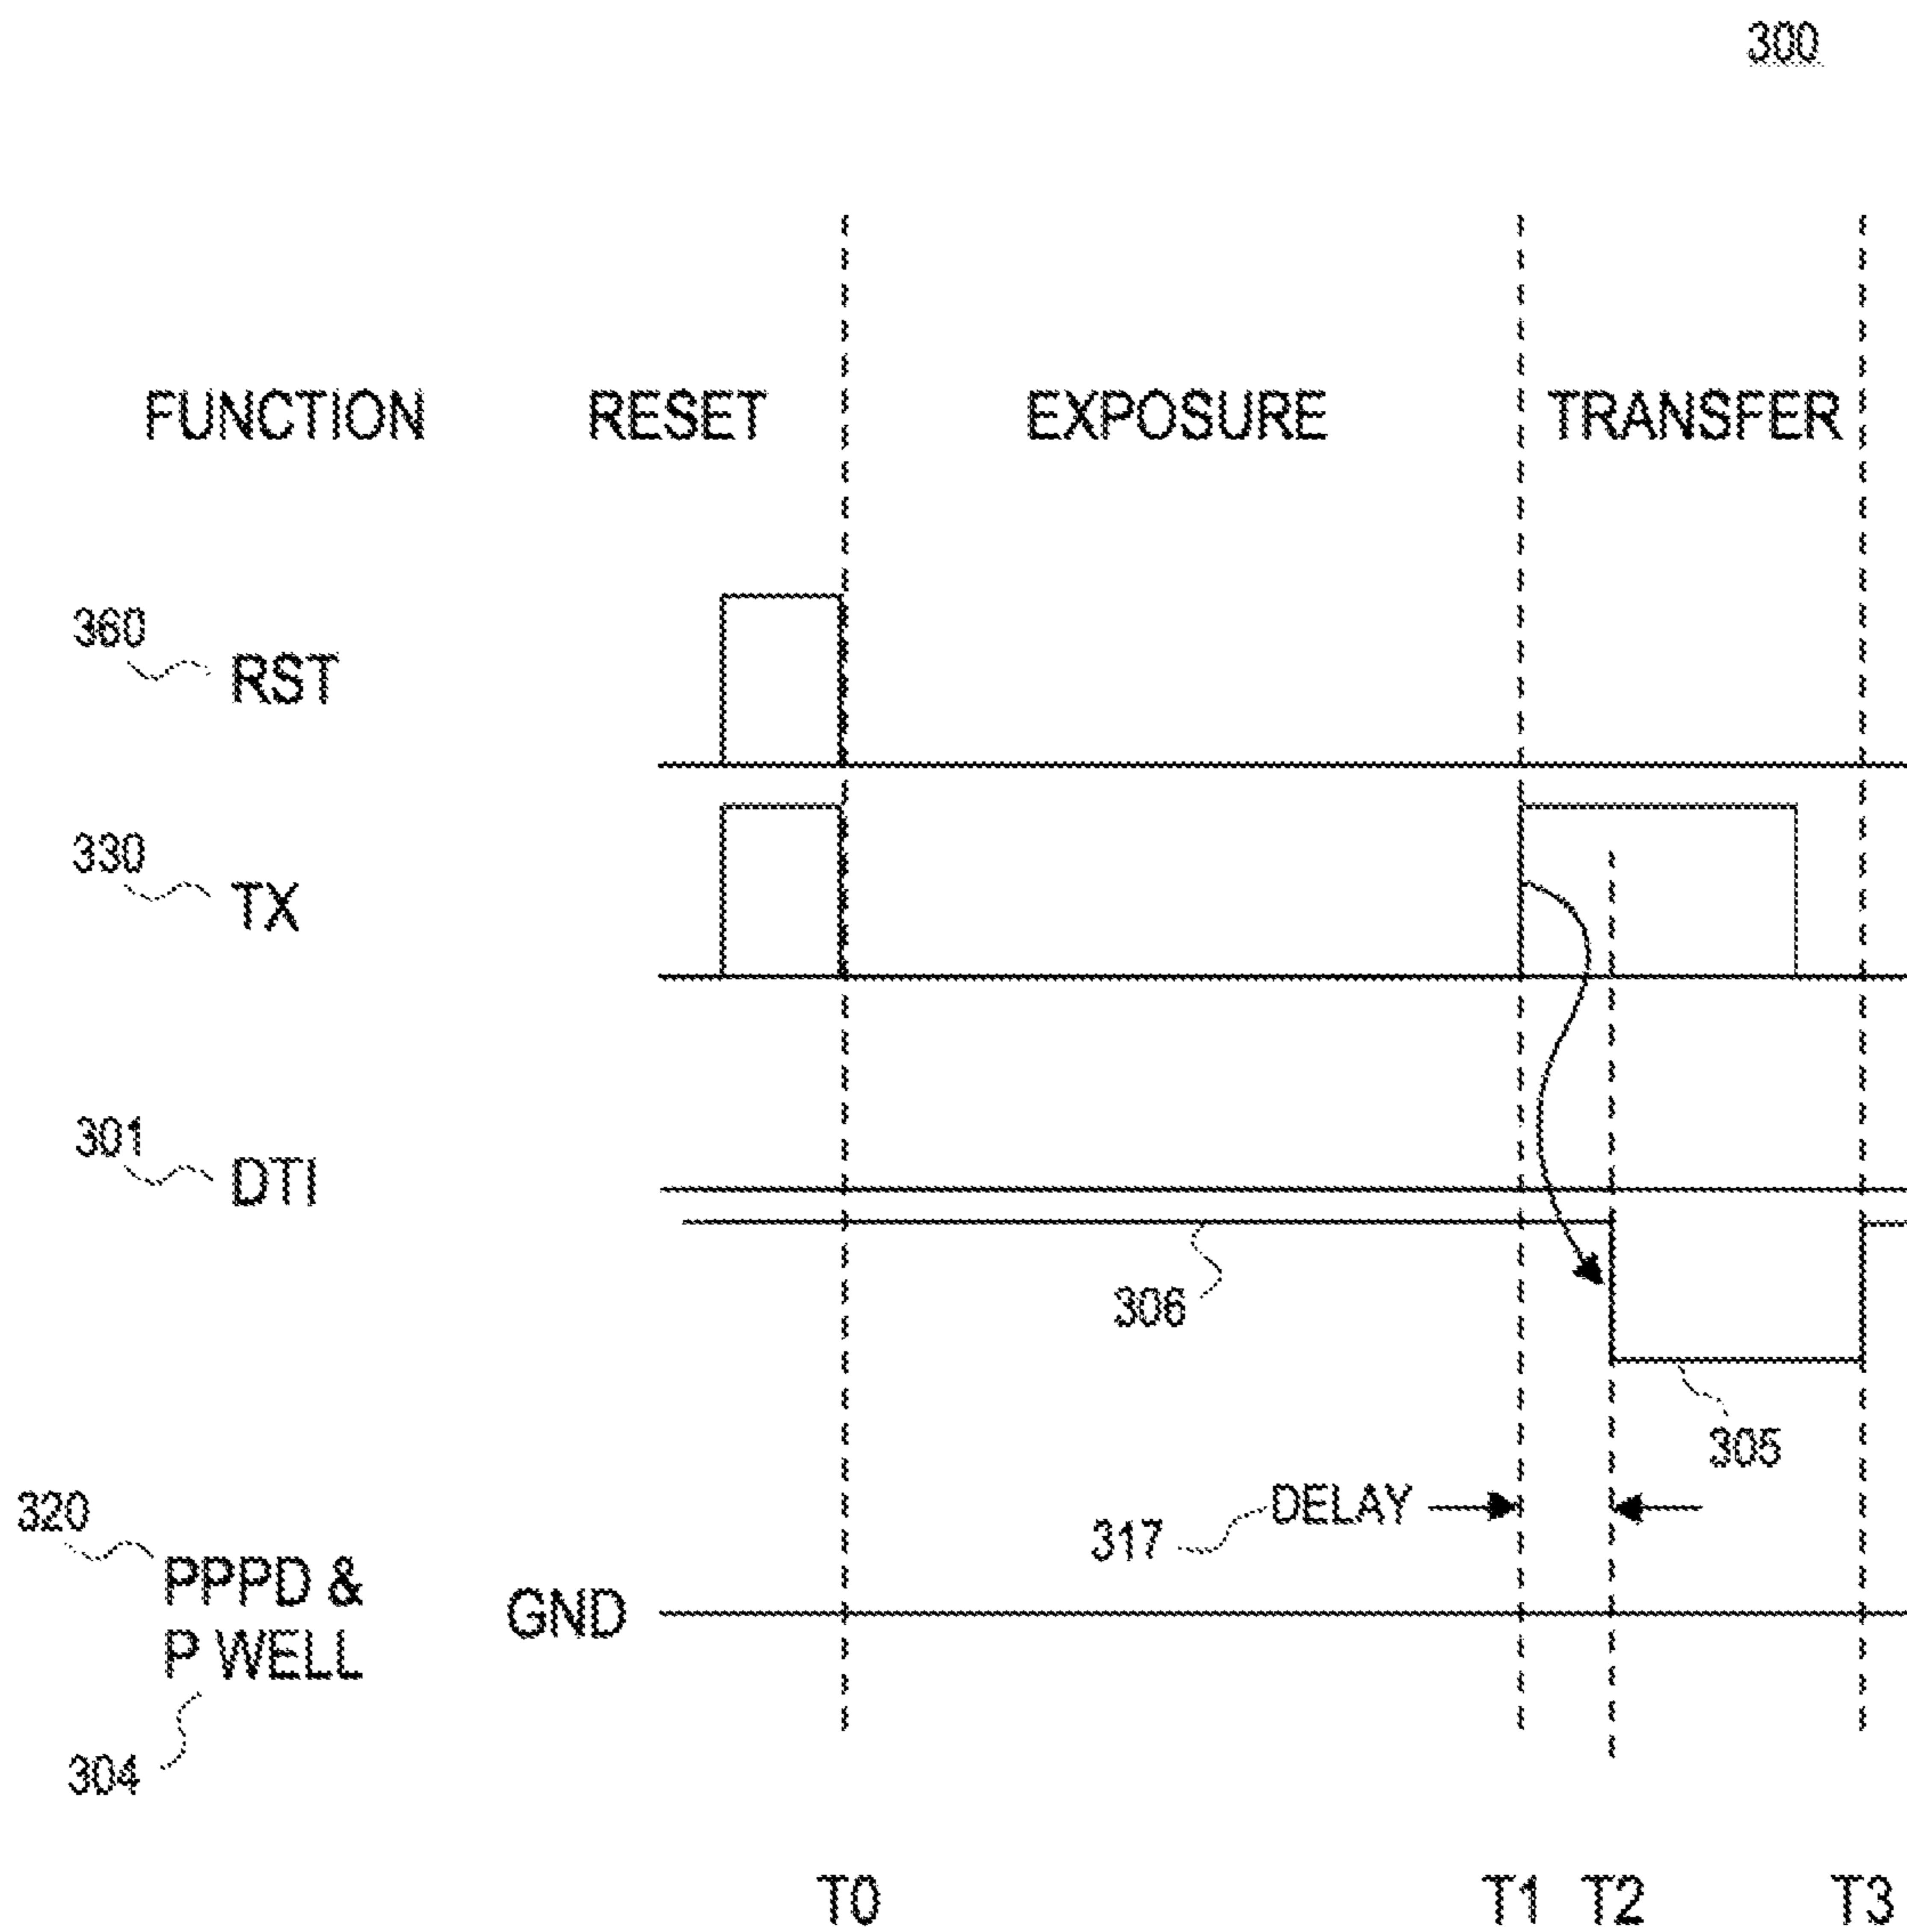 300
FUNCTION RESET EXPOSURE TRANSFER
360
RST
330
TX
301
DTI
306
305
320
DELAY
317
PPPD &
P WELL
GND
304
T0 T1 T2 T3